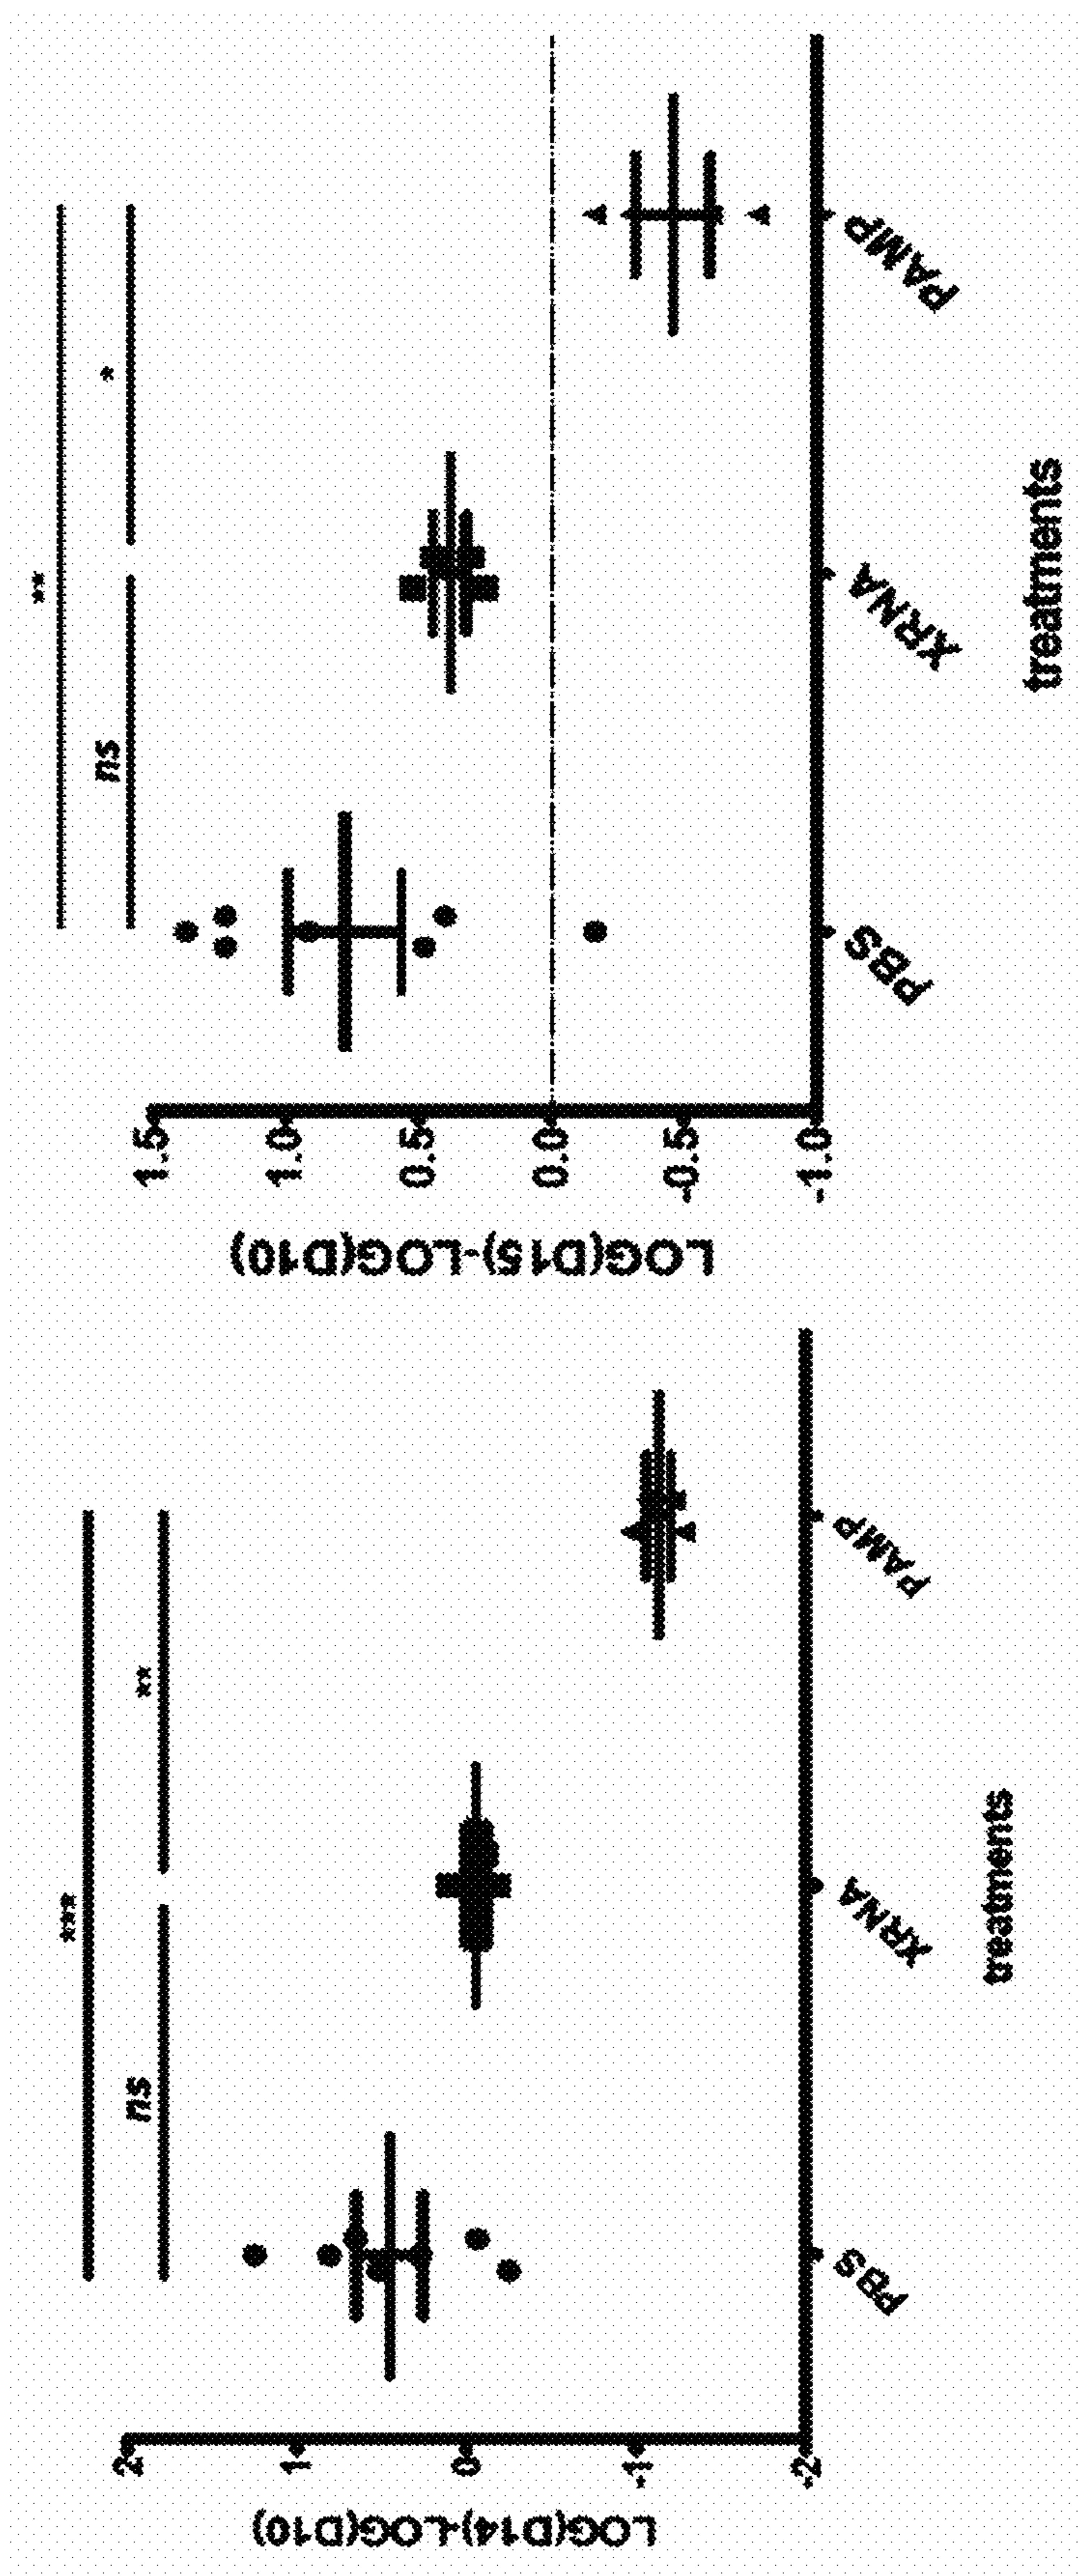 ***
ns
**
2
1
0
-1
-2
LOG(D14)-LOG(D10)
PBS
XRNA
PAMP
treatments
**
ns
*
1.5
1.0
0.5
0.0
-0.5
-1.0
LOG(D15)-LOG(D10)
PBS
XRNA
PAMP
treatments